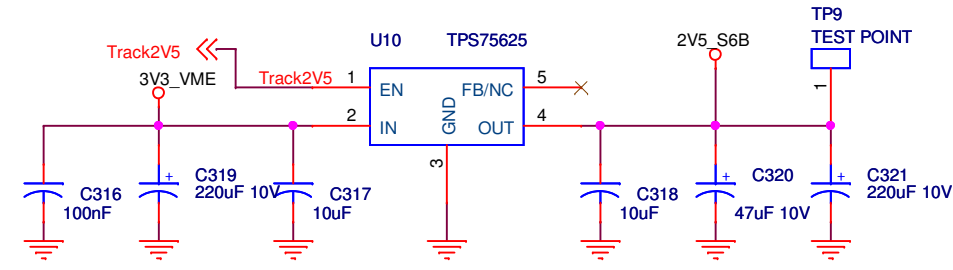 TP9
TEST POINT
U10 TPS75625
2V5_S6B
Track2V5
3V3_VME
Track2V5
1
EN
FB/NC
5
1
2
IN
GND
OUT
4
3
C316
100nF
C319
220uF 10V
C317
10uF
C318
10uF
C320
47uF 10V
C321
220uF 10V